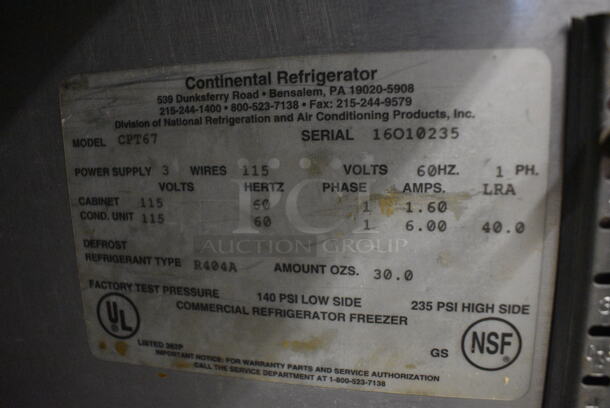 Continental Refrigerator
539 Dunksferry Road • Bensalem, PA 19020-5908
215-244-1400 • 800-523-7138 • Fax: 215-244-9579
Division of National Refrigeration and Air Conditioning Products, Inc.
MODEL CPT67 SERIAL 16010235
POWER SUPPLY 3 WIRES 115 VOLTS 60HZ. 1 PH.
VOLTS HERTZ PHASE AMPS. LRA
CABINET 115 60 1 1.60
COND. UNIT 115 60 1 6.00 40.0
DEFROST
REFRIGERANT TYPE R404A AMOUNT OZS. 30.0
FACTORY TEST PRESSURE 140 PSI LOW SIDE 235 PSI HIGH SIDE
COMMERCIAL REFRIGERATOR FREEZER
UL
LISTED 382P
GS
NSF
IMPORTANT NOTICE: FOR WARRANTY PARTS AND SERVICE AUTHORIZATION
CALL THE SERVICE DEPARTMENT AT 1-800-523-7138
PCI
AUCTION GROUP